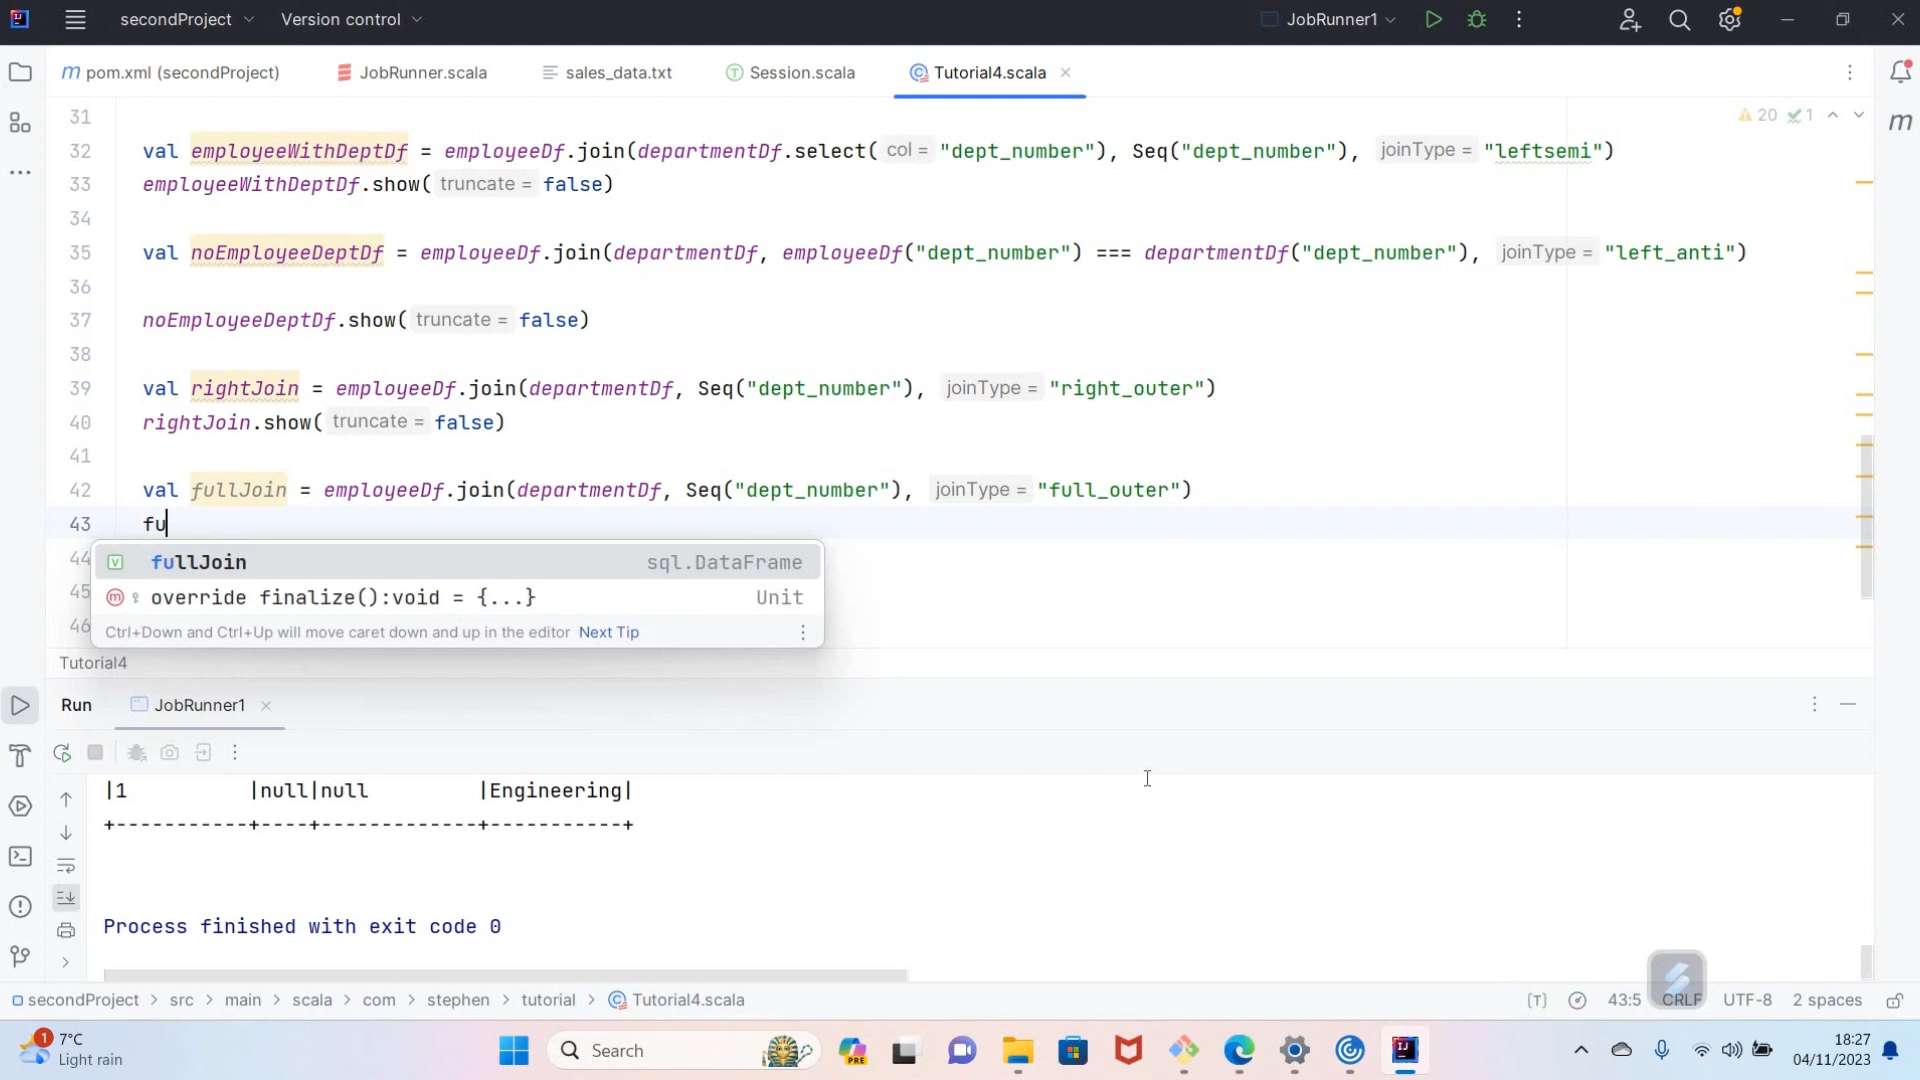 secondProject Version control JobRunner1
pom.xml (secondProject) JobRunner.scala sales_data.txt Session.scala Tutorial4.scala
31 20 1
32 val employeeWithDeptDf = employeeDf.join(departmentDf.select( col = "dept_number"), Seq("dept_number"), joinType = "leftsemi")
33 employeeWithDeptDf.show( truncate = false)
34
35 val noEmployeeDeptDf = employeeDf.join(departmentDf, employeeDf("dept_number") === departmentDf("dept_number"), joinType = "left_anti")
36
37 noEmployeeDeptDf.show( truncate = false)
38
39 val rightJoin = employeeDf.join(departmentDf, Seq("dept_number"), joinType = "right_outer")
40 rightJoin.show( truncate = false)
41
42 val fullJoin = employeeDf.join(departmentDf, Seq("dept_number"), joinType = "full_outer")
43 fu
44 fullJoin sql.DataFrame
45 override finalize():void = {...} Unit
46 Ctrl+Down and Ctrl+Up will move caret down and up in the editor Next Tip
Tutorial4
Run JobRunner1
|1 |null|null |Engineering|
+-----------+----+-------------+-----------+
Process finished with exit code 0
secondProject > src > main > scala > com > stephen > tutorial > Tutorial4.scala 43:5 CRLF UTF-8 2 spaces
1 7°C
Light rain
Search
PRE
18:27
04/11/2023